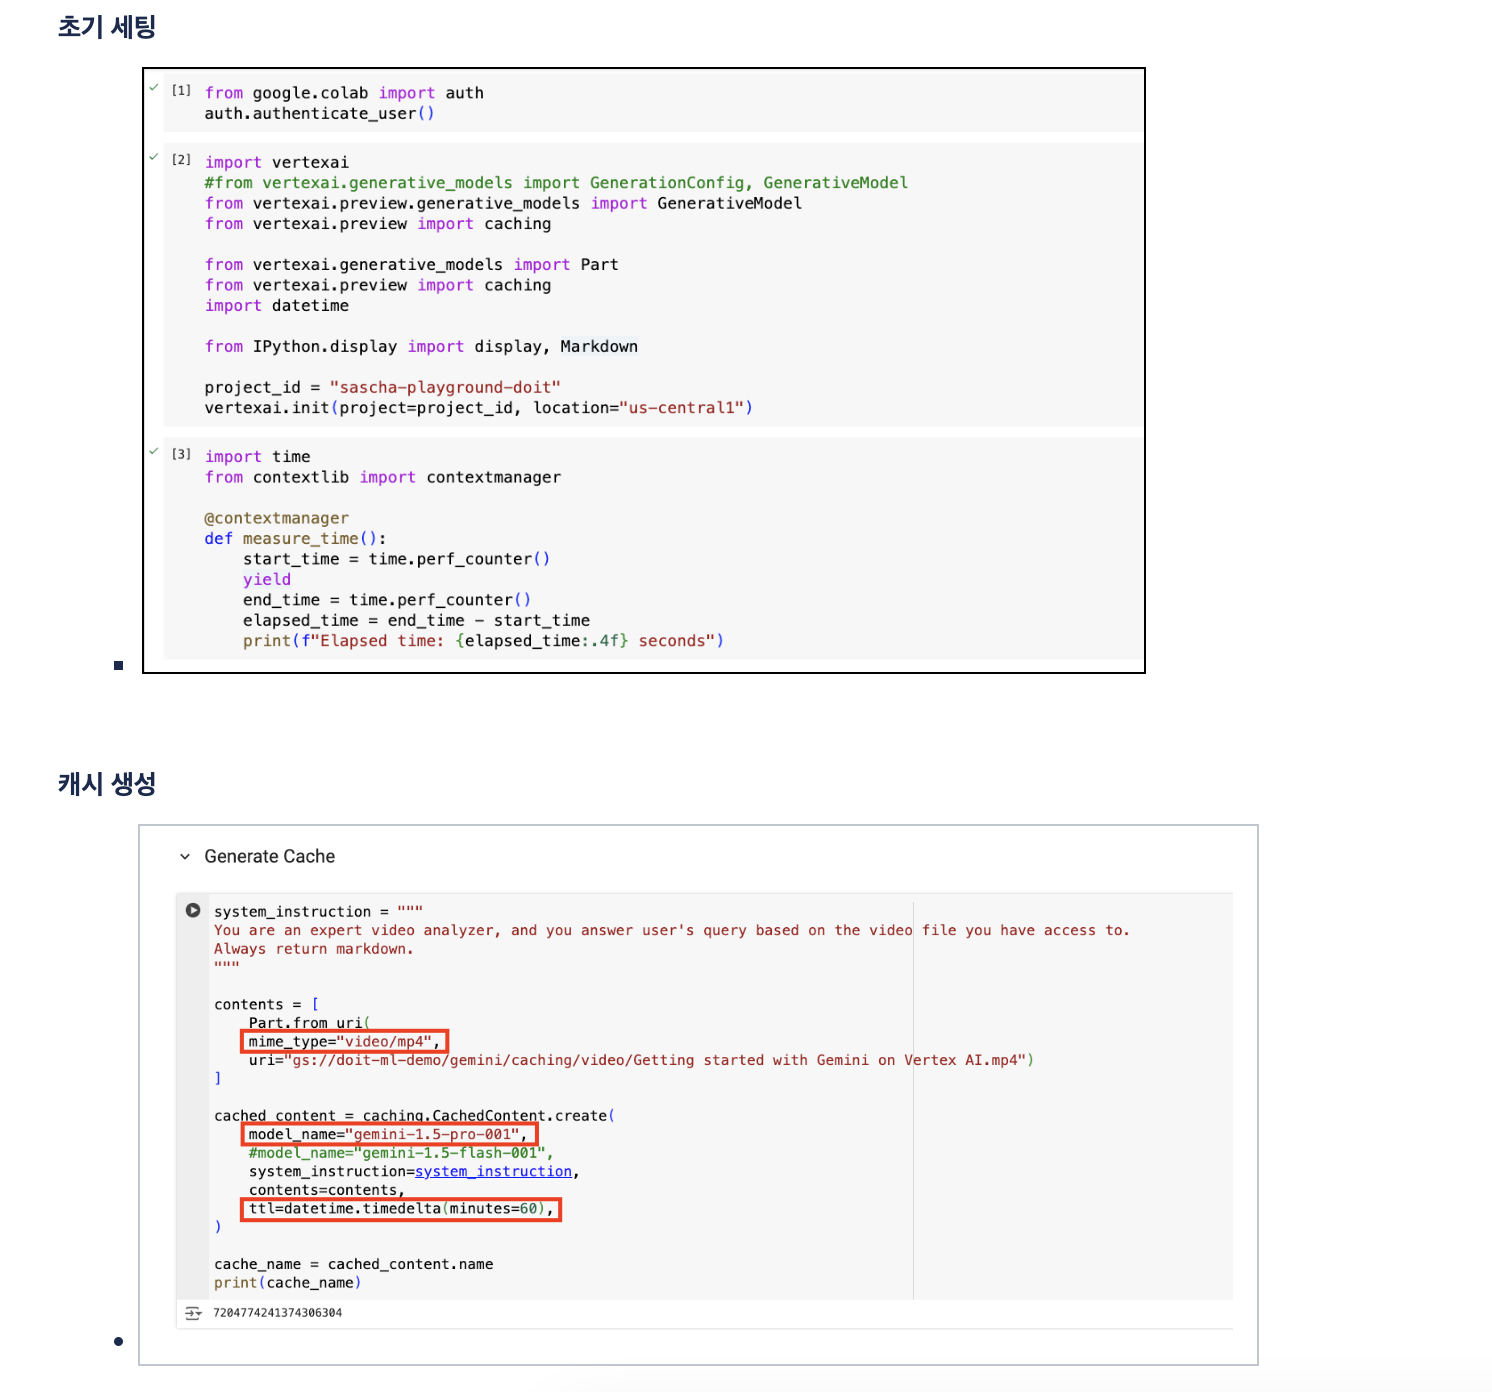 초기 세팅
[1] from google.colab import auth
auth.authenticate_user()
[2] import vertexai
#from vertexai.generative_models import GenerationConfig, GenerativeModel
from vertexai.preview.generative_models import GenerativeModel
from vertexai.preview import caching
from vertexai.generative_models import Part
from vertexai.preview import caching
import datetime
from IPython.display import display, Markdown
project_id = "sascha-playground-doit"
vertexai.init(project=project_id, location="us-central1")
[3] import time
from contextlib import contextmanager
@contextmanager
def measure_time():
    start_time = time.perf_counter()
    yield
    end_time = time.perf_counter()
    elapsed_time = end_time - start_time
    print(f"Elapsed time: {elapsed_time:.4f} seconds")
캐시 생성
Generate Cache
system_instruction = """
You are an expert video analyzer, and you answer user's query based on the video file you have access to.
Always return markdown.
"""
contents = [
    Part.from_uri(
    mime_type="video/mp4",
    uri="gs://doit-ml-demo/gemini/caching/video/Getting started with Gemini on Vertex AI.mp4")
]
cached_content = caching.CachedContent.create(
    model_name="gemini-1.5-pro-001",
    #model_name="gemini-1.5-flash-001",
    system_instruction=system_instruction,
    contents=contents,
    ttl=datetime.timedelta(minutes=60),
)
cache_name = cached_content.name
print(cache_name)
7204774241374306304